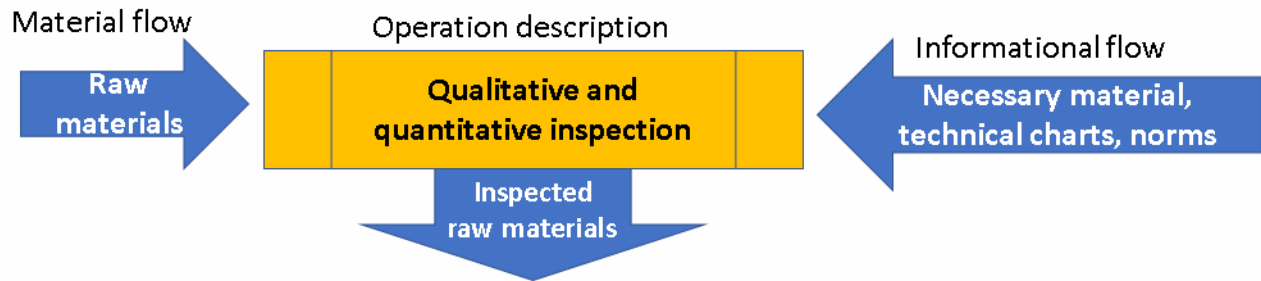 Material flow
Operation description
Informational flow
Raw
materials
Qualitative and
quantitative inspection
Necessary material,
technical charts, norms
Inspected
raw materials